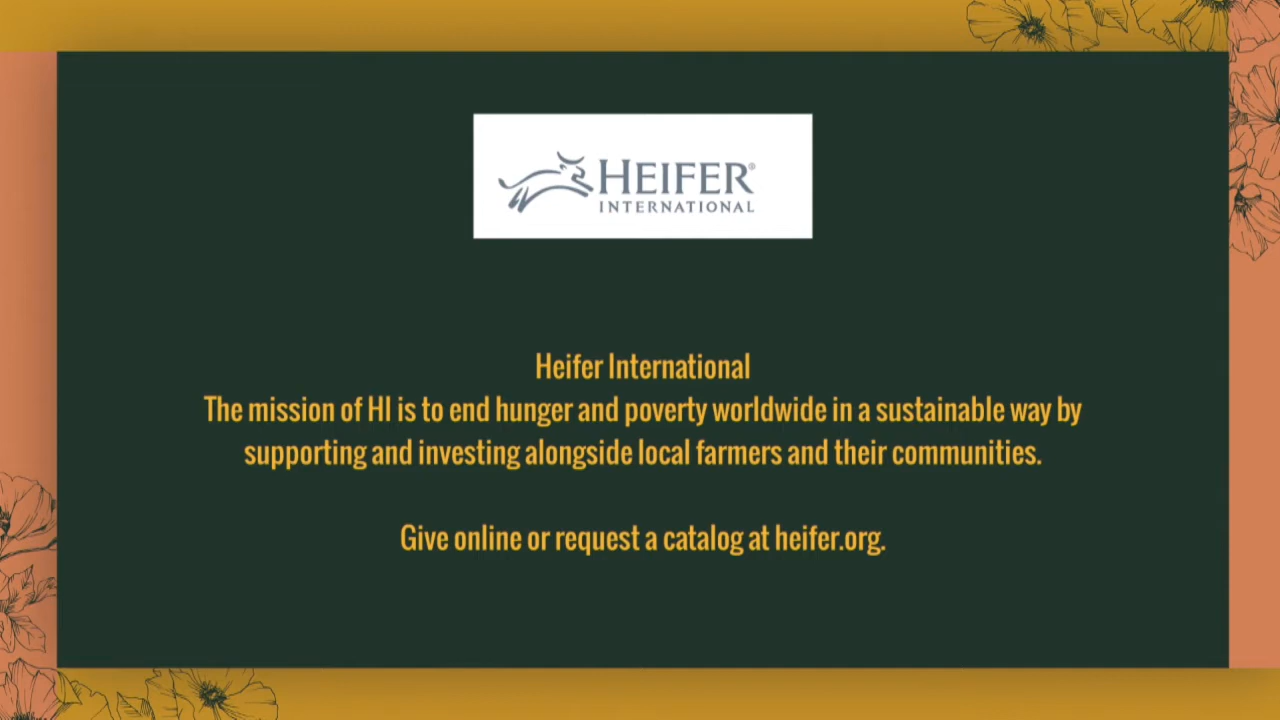 HEIFER®
INTERNATIONAL
Heifer International
The mission of HI is to end hunger and poverty worldwide in a sustainable way by
supporting and investing alongside local farmers and their communities.
Give online or request a catalog at heifer.org.